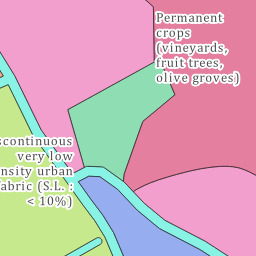 Permanent
crops
(vineyards,
fruit trees,
olive groves)
scontinuous
very low
nsity urban
fabric (S.L. :
< 10%)